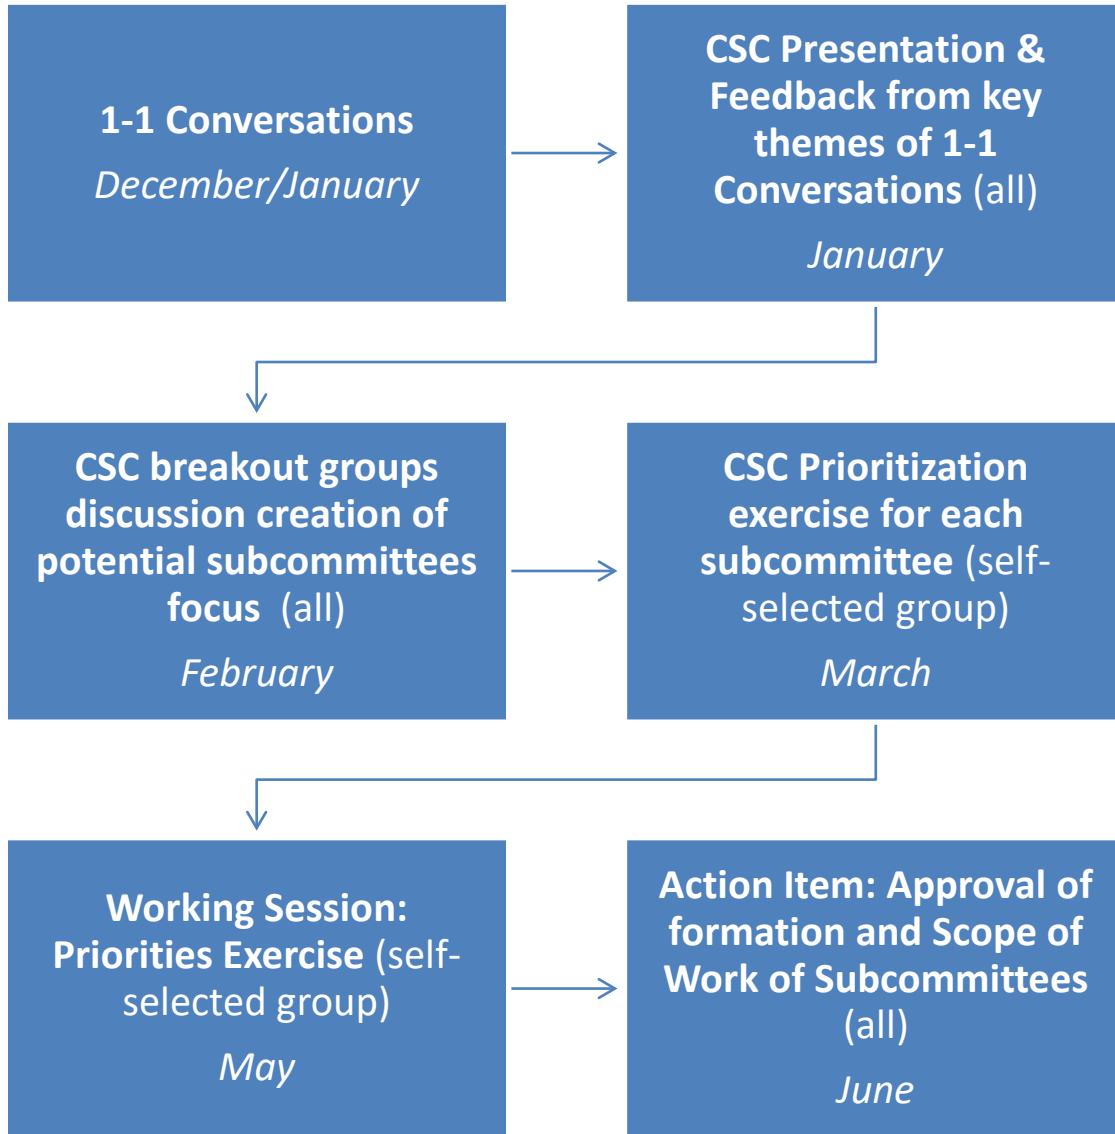 1-1 Conversations
December/January
CSC Presentation &
Feedback from key
themes of 1-1
Conversations (all)
January
CSC breakout groups
discussion creation of
potential subcommittees
focus  (all)
February
CSC Prioritization
exercise for each
subcommittee (self-
selected group)
March
Working Session:
Priorities Exercise (self-
selected group)
May
Action Item: Approval of
formation and Scope of
Work of Subcommittees
(all)
June